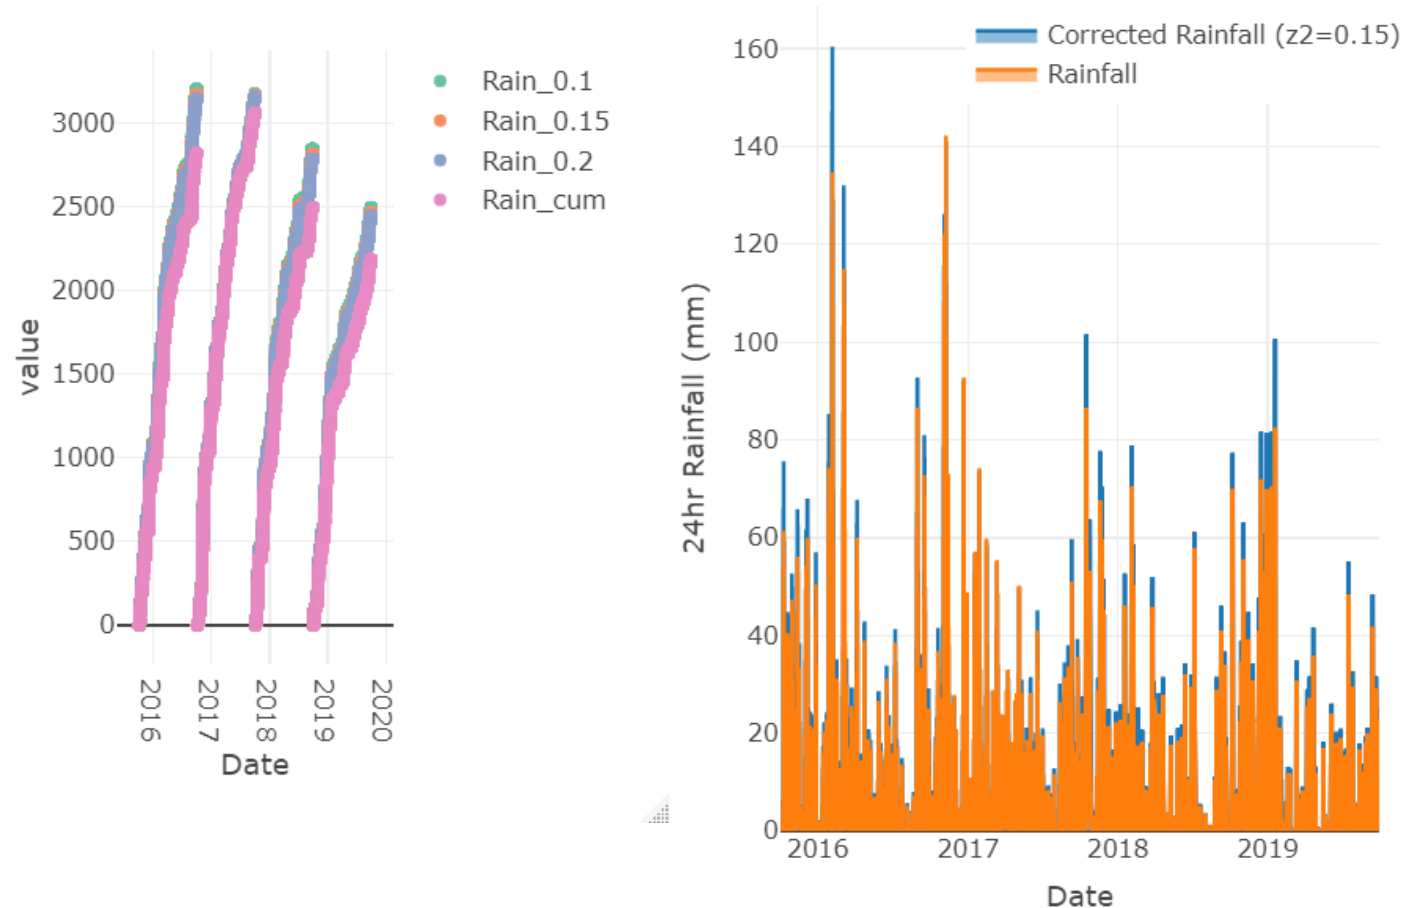 Rain_0.1
Rain_0.15
Rain_0.2
Rain_cum
3000
2500
2000
1500
1000
500
0
value
2016
2017
2018
2019
2020
Date
Corrected Rainfall (z2=0.15)
Rainfall
160
140
120
100
80
60
40
20
0
24hr Rainfall (mm)
2016
2017
2018
2019
Date